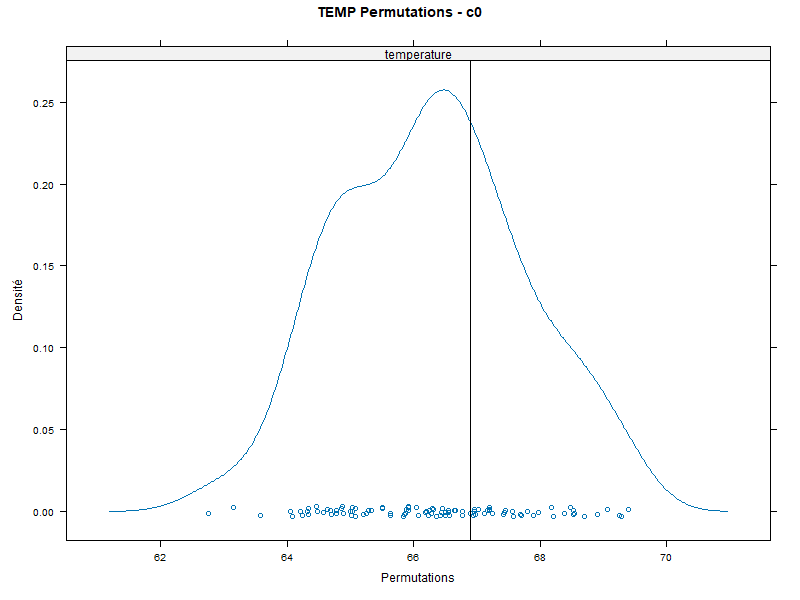 TEMP Permutations - c0
temperature
0.25
0.20
0.15
0.10
0.05
0.00
Densité
62 64 66 68 70
Permutations